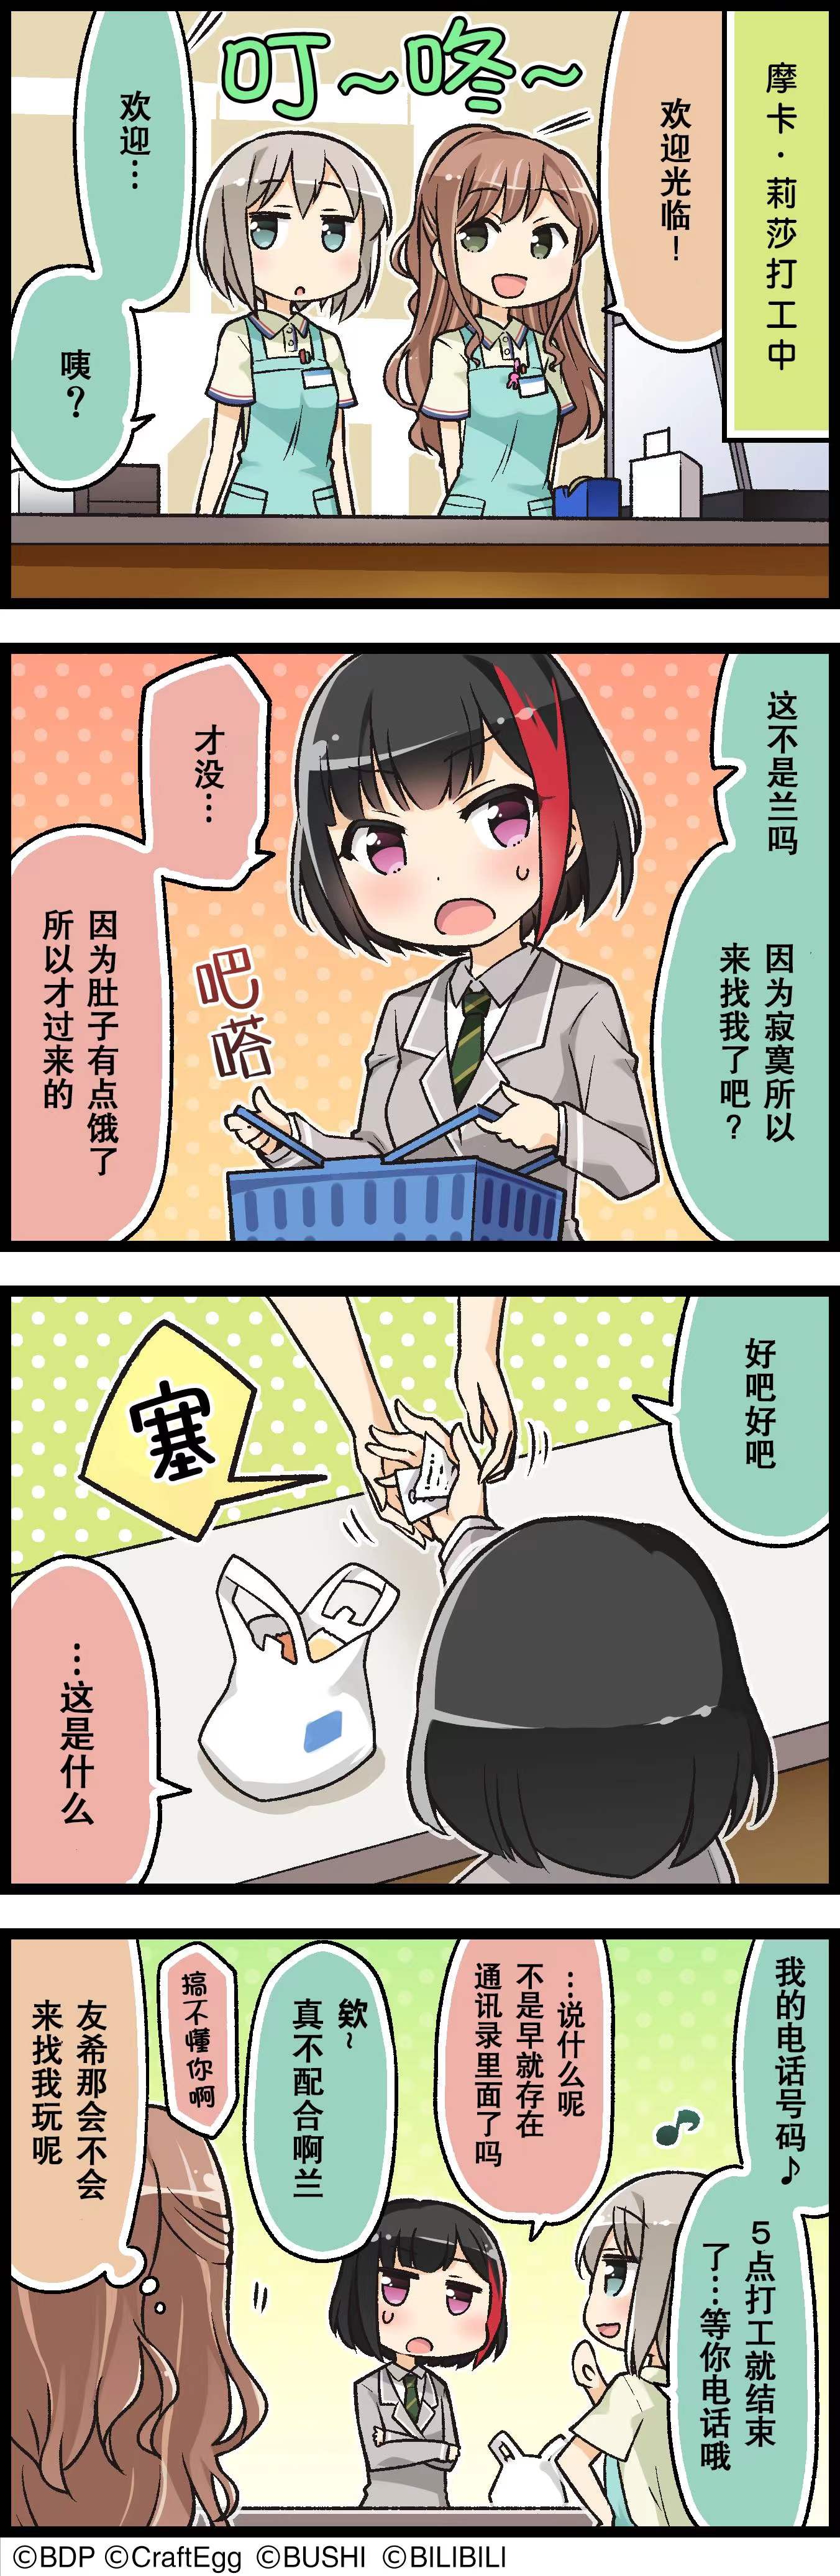 摩卡·莉莎打工中
欢迎光临！
叮~咚~
欢迎…
咦？
这不是兰吗
因为寂寞所以
来找我了吧？
才没…
吧嗒
因为肚子有点饿了
所以才过来的
好吧好吧
塞
…这是什么
我的电话号码♪
5点打工就结束
了…等你电话哦
…说什么呢
不是早就存在
通讯录里面了吗
欸~
真不配合啊兰
搞不懂你啊
友希那会不会
来找我玩呢
©BDP ©CraftEgg ©BUSHI ©BILIBILI